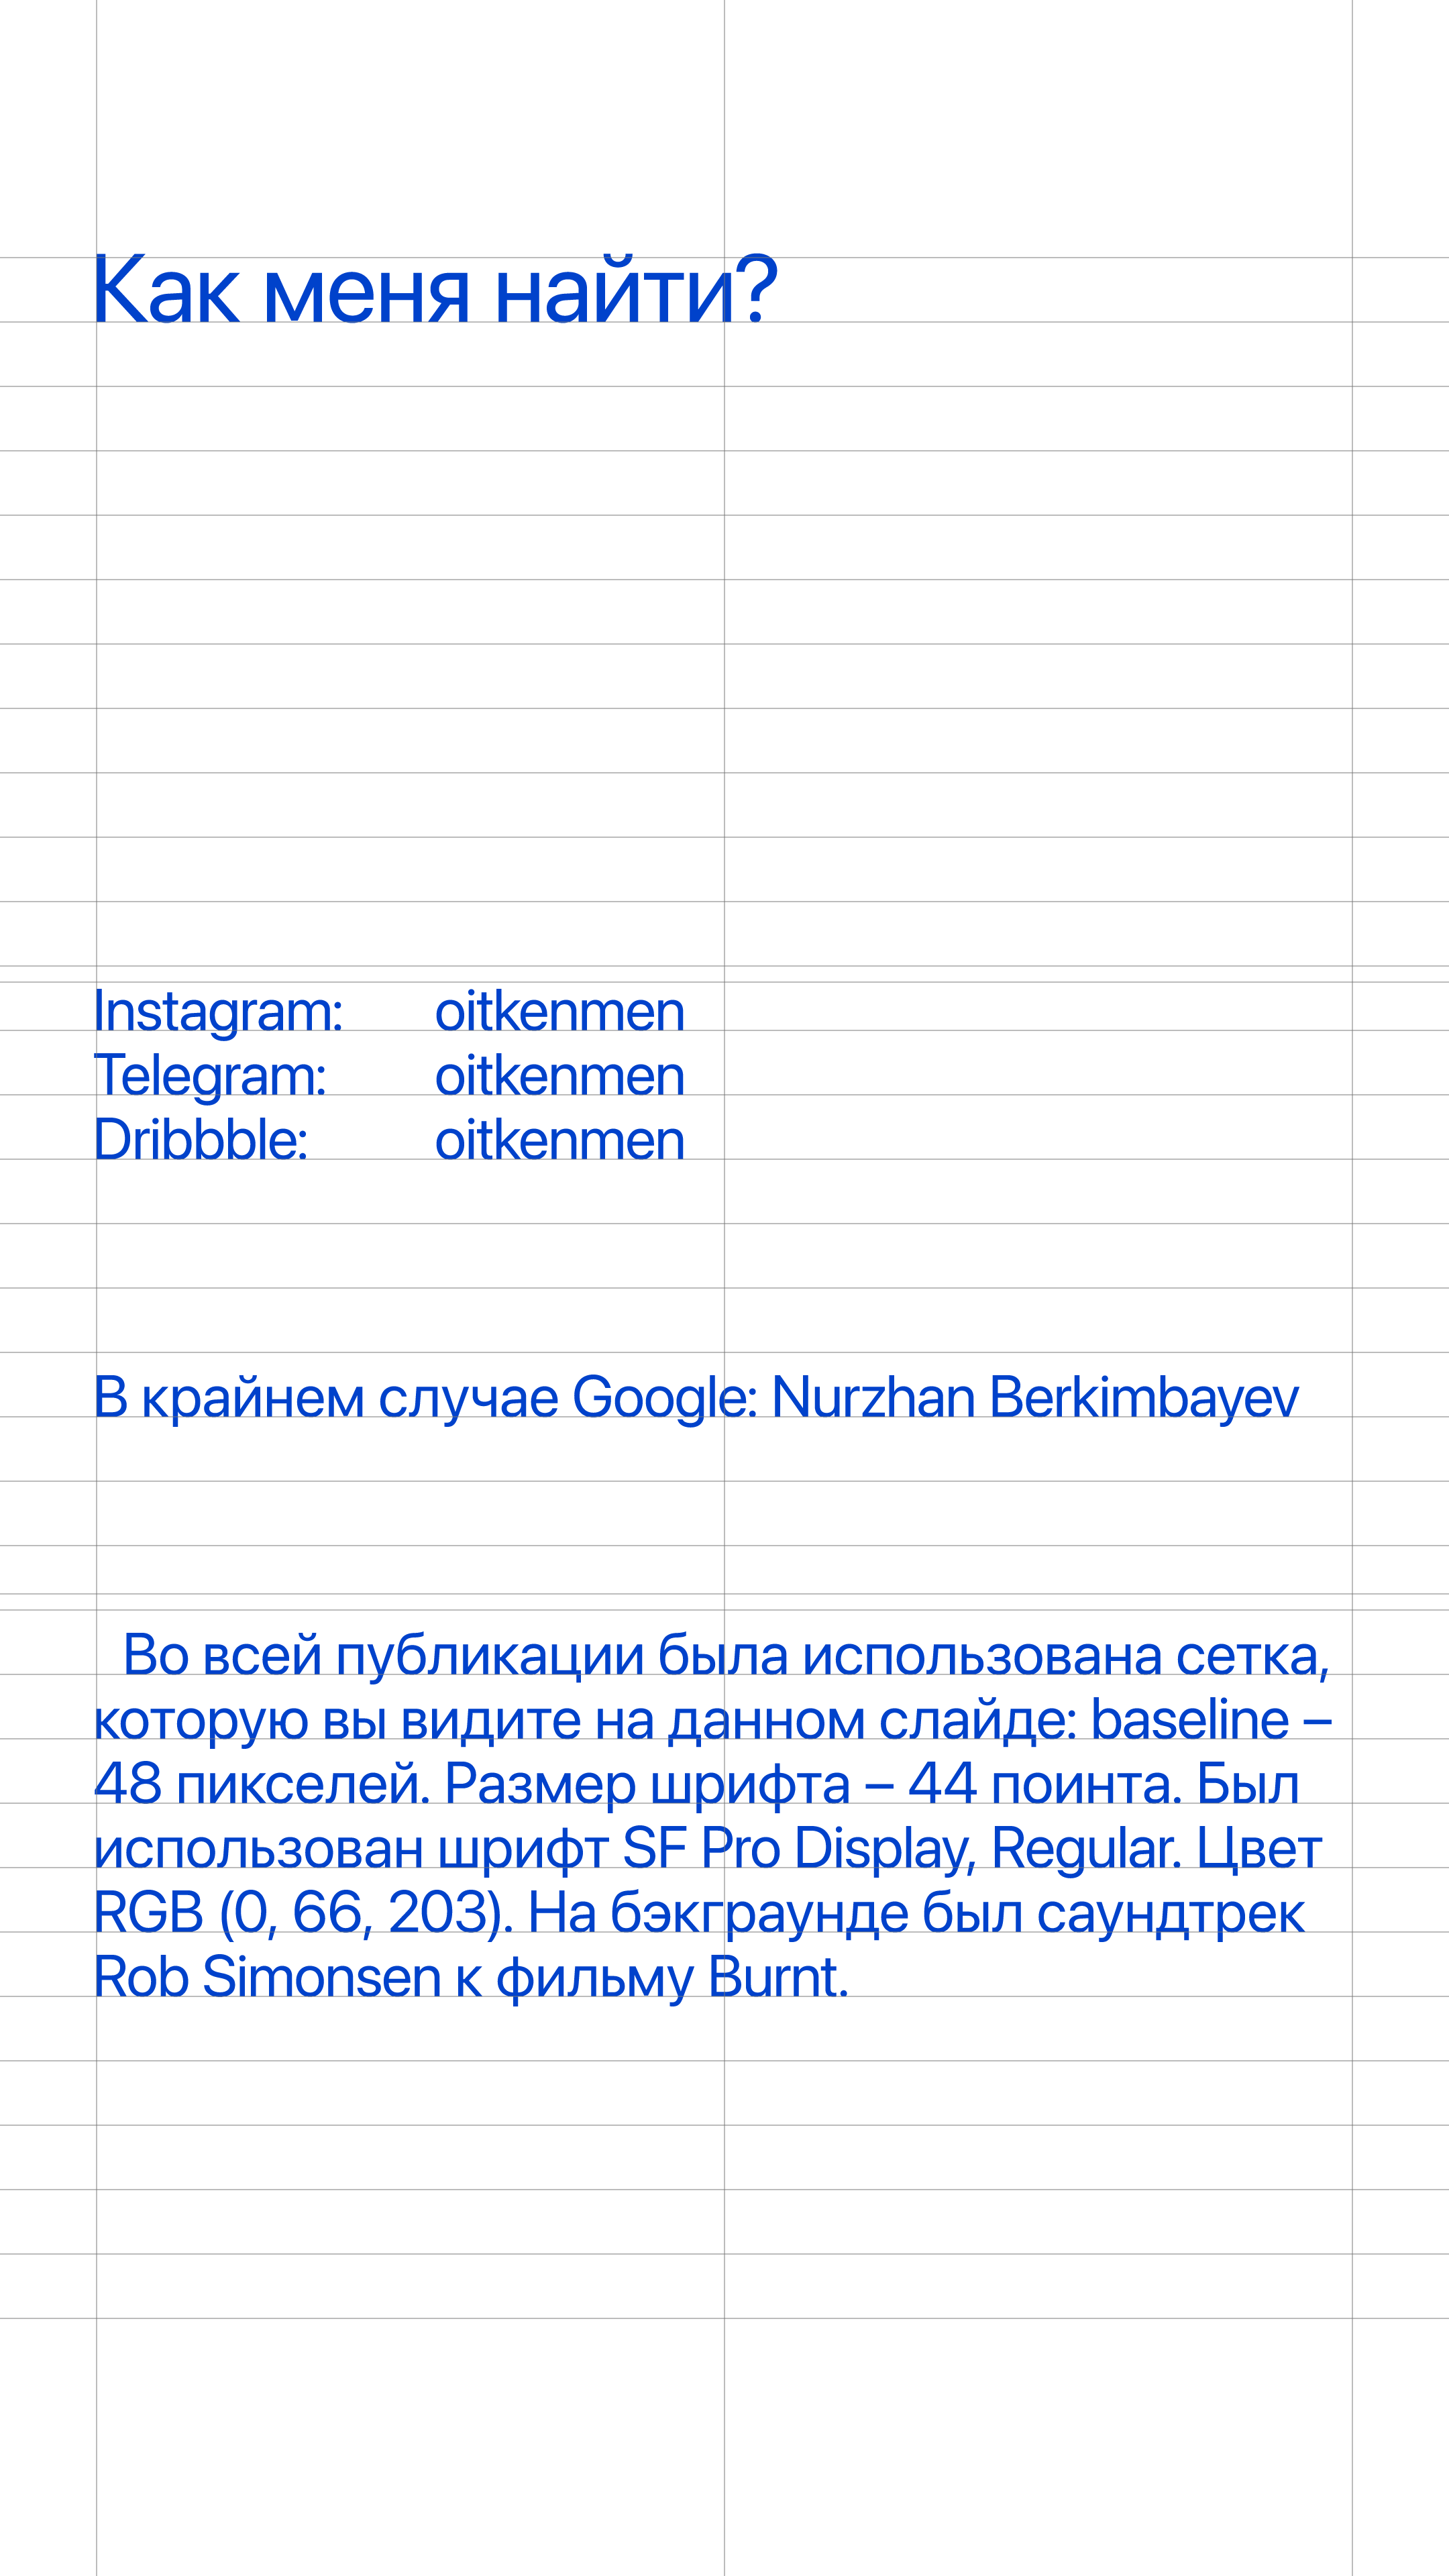 Как меня найти?
Instagram: oitkenmen
Telegram: oitkenmen
Dribbble: oitkenmen
В крайнем случае Google: Nurzhan Berkimbayev
Во всей публикации была использована сетка,
которую вы видите на данном слайде: baseline –
48 пикселей. Размер шрифта – 44 поинта. Был
использован шрифт SF Pro Display, Regular. Цвет
RGB (0, 66, 203). На бэкграунде был саундтрек
Rob Simonsen к фильму Burnt.